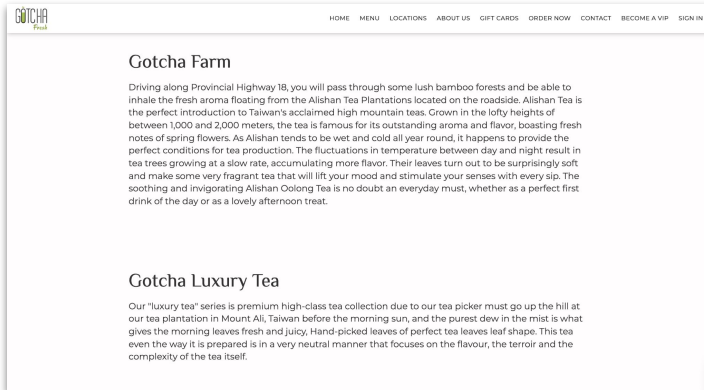 GÔTCHA
Fresh
HOME MENU LOCATIONS ABOUT US GIFT CARDS ORDER NOW CONTACT BECOME A VIP SIGN IN
Gotcha Farm
Driving along Provincial Highway 18, you will pass through some lush bamboo forests and be able to
inhale the fresh aroma floating from the Alishan Tea Plantations located on the roadside. Alishan Tea is
the perfect introduction to Taiwan's acclaimed high mountain teas. Grown in the lofty heights of
between 1,000 and 2,000 meters, the tea is famous for its outstanding aroma and flavor, boasting fresh
notes of spring flowers. As Alishan tends to be wet and cold all year round, it happens to provide the
perfect conditions for tea production. The fluctuations in temperature between day and night result in
tea trees growing at a slow rate, accumulating more flavor. Their leaves turn out to be surprisingly soft
and make some very fragrant tea that will lift your mood and stimulate your senses with every sip. The
soothing and invigorating Alishan Oolong Tea is no doubt an everyday must, whether as a perfect first
drink of the day or as a lovely afternoon treat.
Gotcha Luxury Tea
Our "luxury tea" series is premium high-class tea collection due to our tea picker must go up the hill at
our tea plantation in Mount Ali, Taiwan before the morning sun, and the purest dew in the mist is what
gives the morning leaves fresh and juicy, Hand-picked leaves of perfect tea leaves leaf shape. This tea
even the way it is prepared is in a very neutral manner that focuses on the flavour, the terroir and the
complexity of the tea itself.